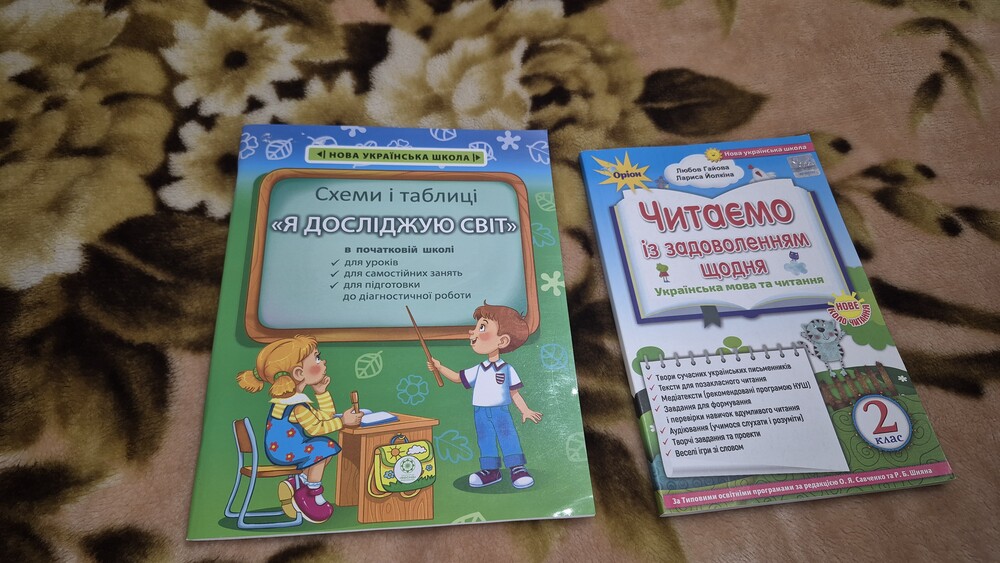 НОВА УКРАЇНСЬКА ШКОЛА
Схеми і таблиці
«Я ДОСЛІДЖУЮ СВІТ»
в початковій школі
✓ для уроків
✓ для самостійних занять
✓ для підготовки
до діагностичної роботи
Нова українська школа
Оріон
Любов Гайова
Лариса Йолкіна
Читаємо
із задоволенням
щодня
Українська мова та читання
НОВЕ
КОЛО ЧИТАННЯ
✓ Твори сучасних українських письменників
✓ Тексти для позакласного читання
✓ Медіатексти (рекомендовані програмою НУШ)
✓ Завдання для формування
і перевірки навичок вдумливого читання
✓ Аудіювання (учимося слухати і розуміти)
✓ Творчі завдання та проєкти
✓ Веселі ігри зі словом
2
клас
За Типовими освітніми програмами за редакцією О. Я. Савченко та Р. Б. Шияна